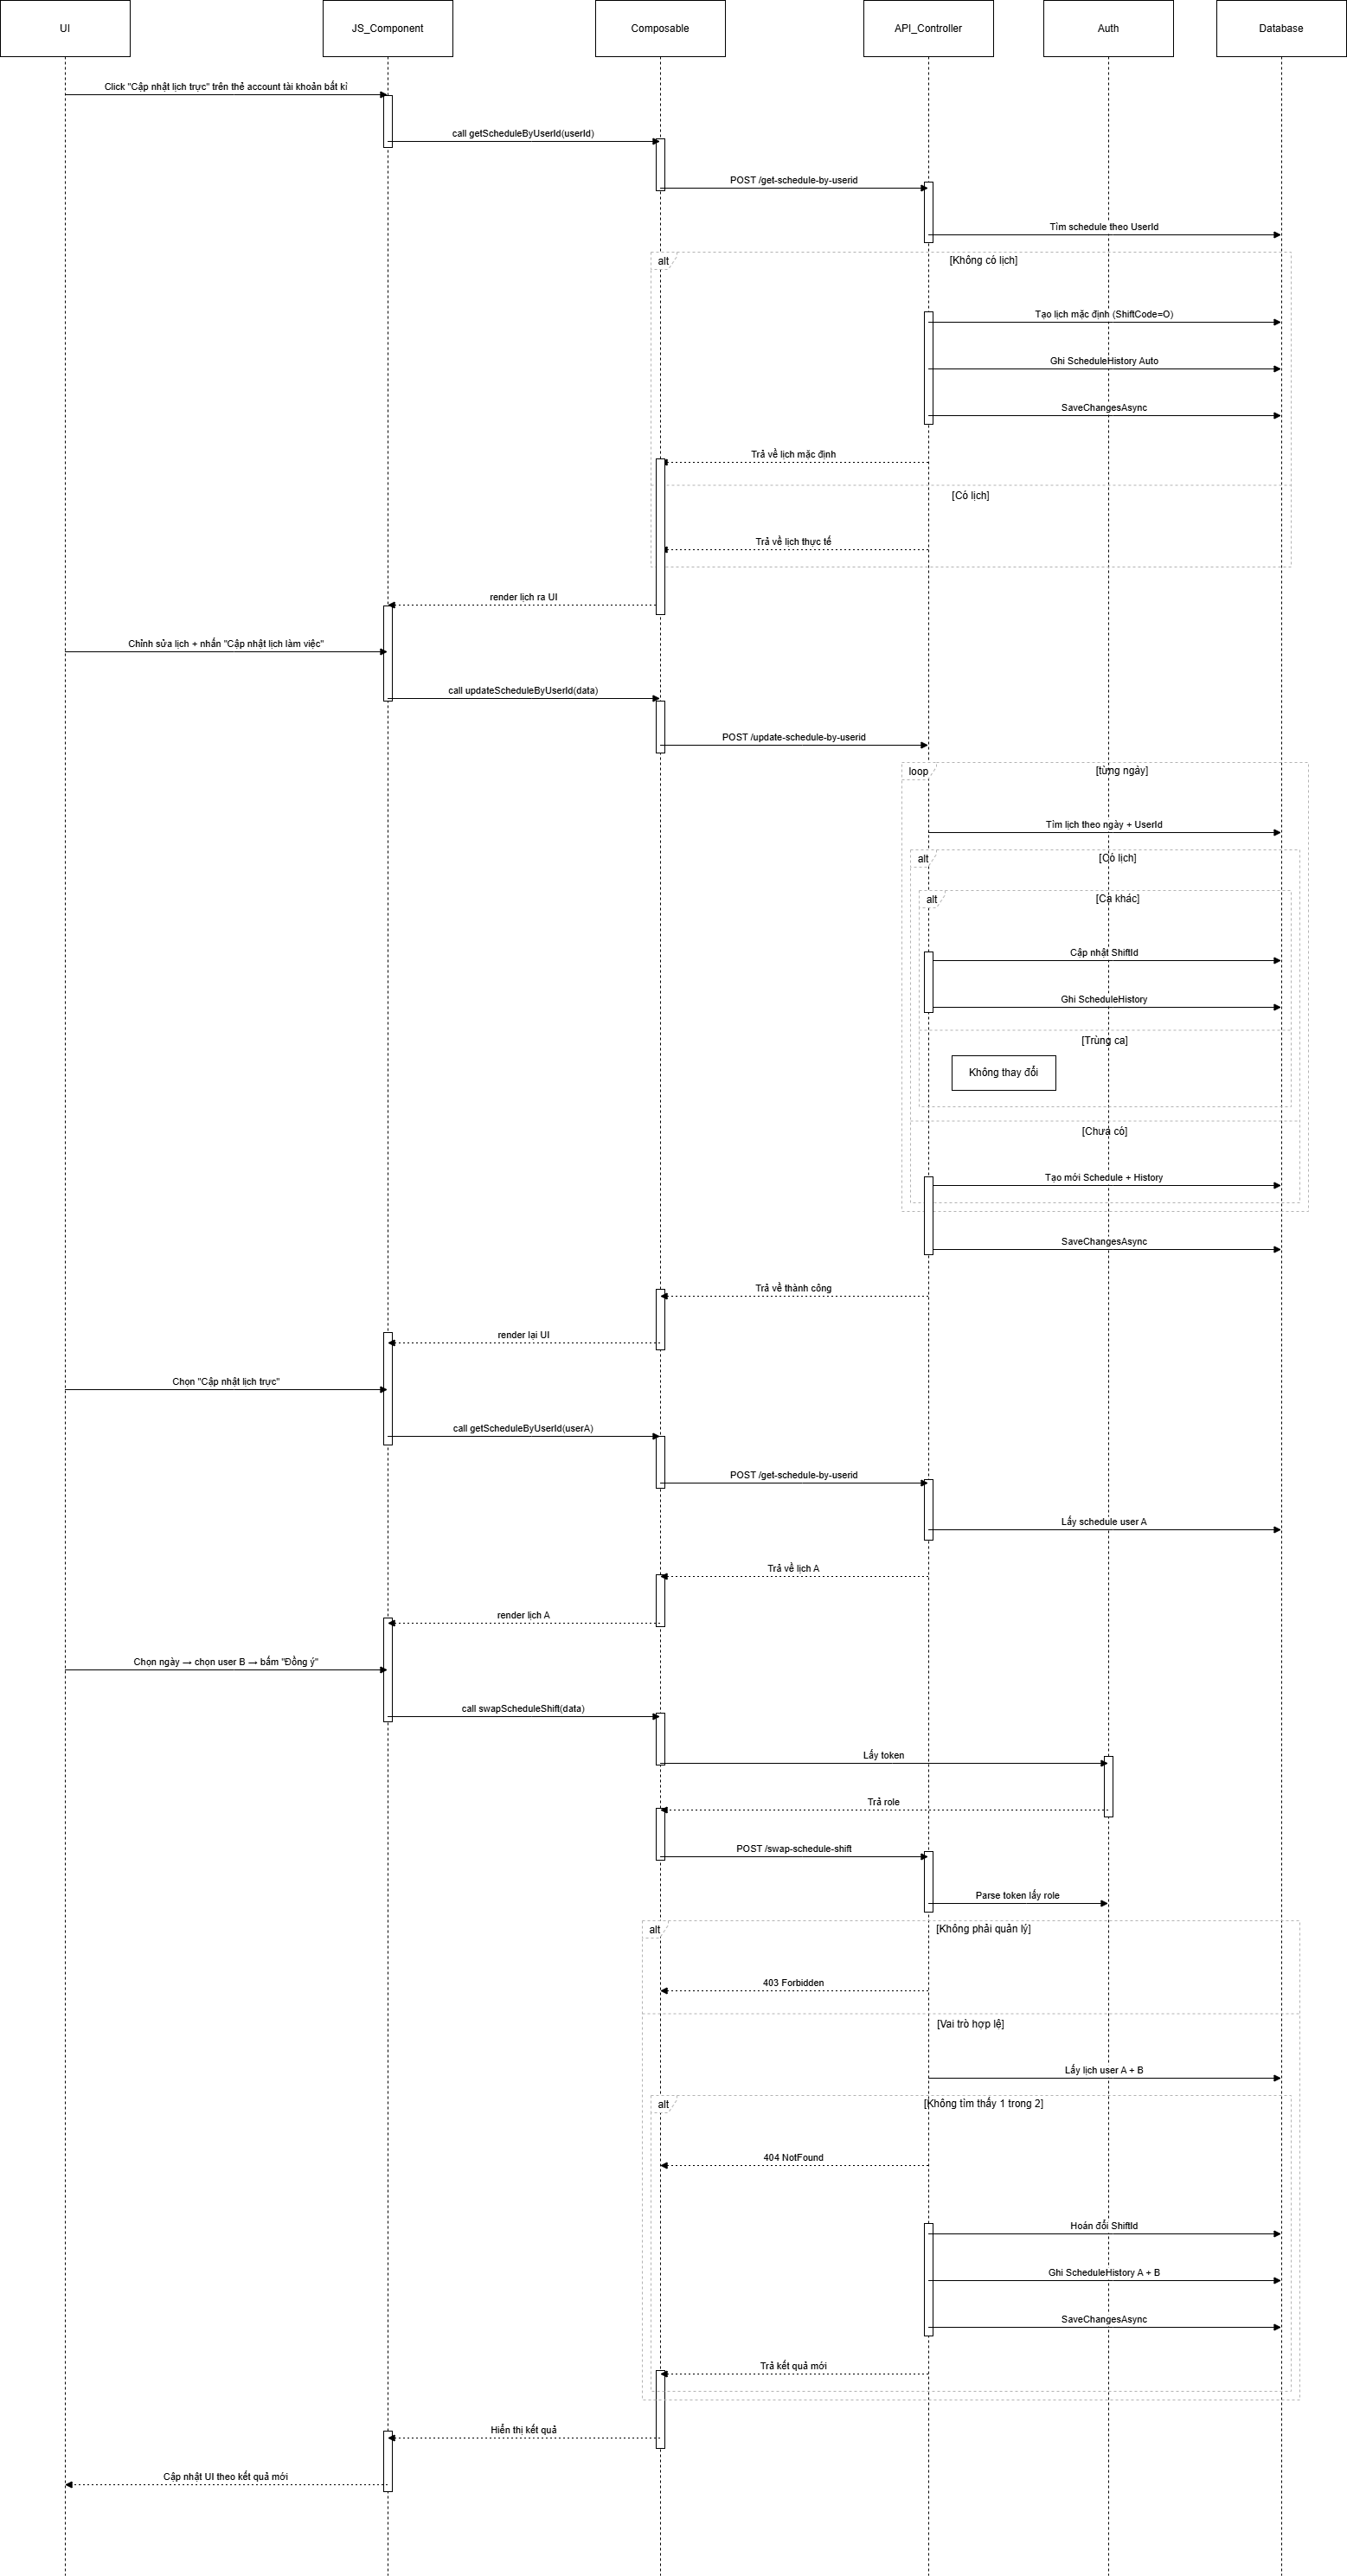 UI
JS_Component
Composable
API_Controller
Auth
Database
Click "Cập nhật lịch trực" trên thẻ account tài khoản bất kì
call getScheduleByUserId(userId)
POST /get-schedule-by-userid
Tìm schedule theo UserId
alt
[Không có lịch]
Tạo lịch mặc định (ShiftCode=O)
Ghi ScheduleHistory Auto
SaveChangesAsync
Trả về lịch mặc định
[Có lịch]
Trả về lịch thực tế
render lịch ra UI
Chỉnh sửa lịch + nhấn "Cập nhật lịch làm việc"
call updateScheduleByUserId(data)
POST /update-schedule-by-userid
loop
[từng ngày]
Tìm lịch theo ngày + UserId
alt
[Có lịch]
alt
[Ca khác]
Cập nhật ShiftId
Ghi ScheduleHistory
[Trùng ca]
Không thay đổi
[Chưa có]
Tạo mới Schedule + History
SaveChangesAsync
Trả về thành công
render lại UI
Chọn "Cập nhật lịch trực"
call getScheduleByUserId(userA)
POST /get-schedule-by-userid
Lấy schedule user A
Trả về lịch A
render lịch A
Chọn ngày → chọn user B → bấm "Đồng ý"
call swapScheduleShift(data)
Lấy token
Trả role
POST /swap-schedule-shift
Parse token lấy role
alt
[Không phải quản lý]
403 Forbidden
[Vai trò hợp lệ]
Lấy lịch user A + B
alt
[Không tìm thấy 1 trong 2]
404 NotFound
Hoán đổi ShiftId
Ghi ScheduleHistory A + B
SaveChangesAsync
Trả kết quả mới
Hiển thị kết quả
Cập nhật UI theo kết quả mới